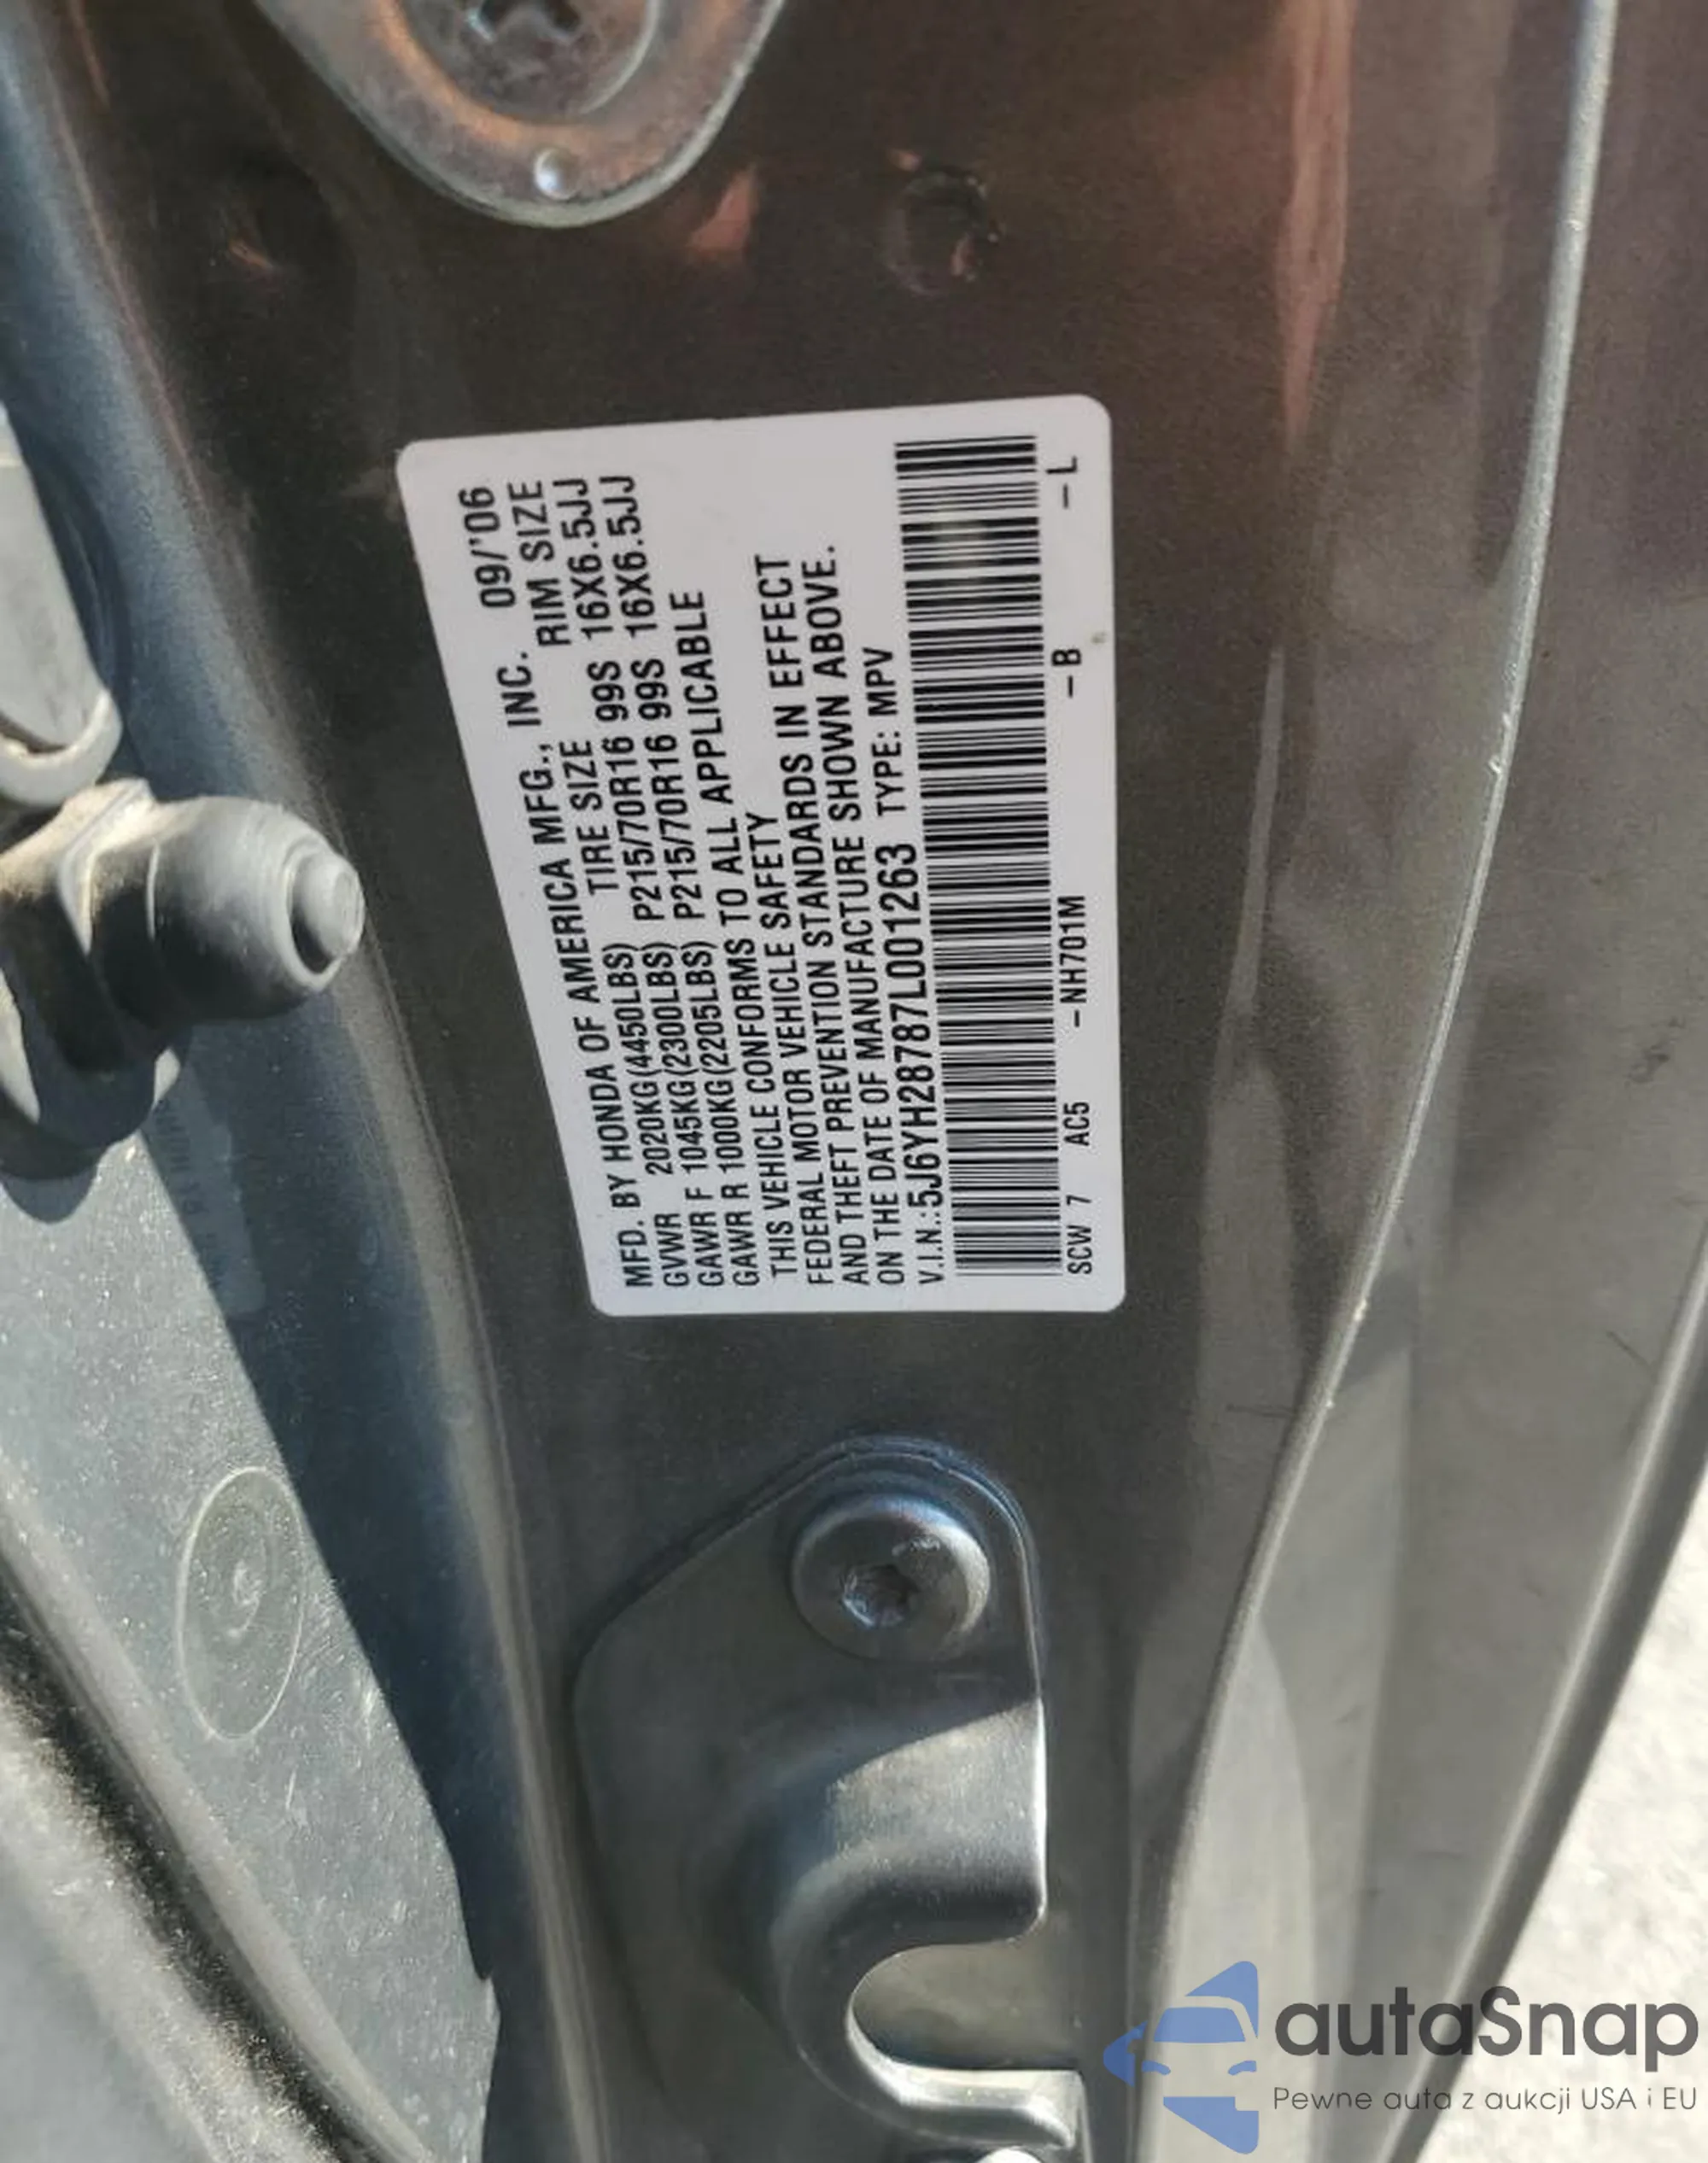 MFD. BY HONDA OF AMERICA MFG., INC. 09/'06
GVWR 2020KG(4450LBS) TIRE SIZE RIM SIZE
GAWR F 1045KG(2300LBS) P215/70R16 99S 16X6.5JJ
GAWR R 1000KG(2205LBS) P215/70R16 99S 16X6.5JJ
THIS VEHICLE CONFORMS TO ALL APPLICABLE
FEDERAL MOTOR VEHICLE SAFETY
AND THEFT PREVENTION STANDARDS IN EFFECT
ON THE DATE OF MANUFACTURE SHOWN ABOVE.
V.I.N.:5J6YH28787L001263 TYPE: MPV
SCW 7 AC5 -NH701M -B -L
autaSnap
Pewne auta z aukcji USA i EU